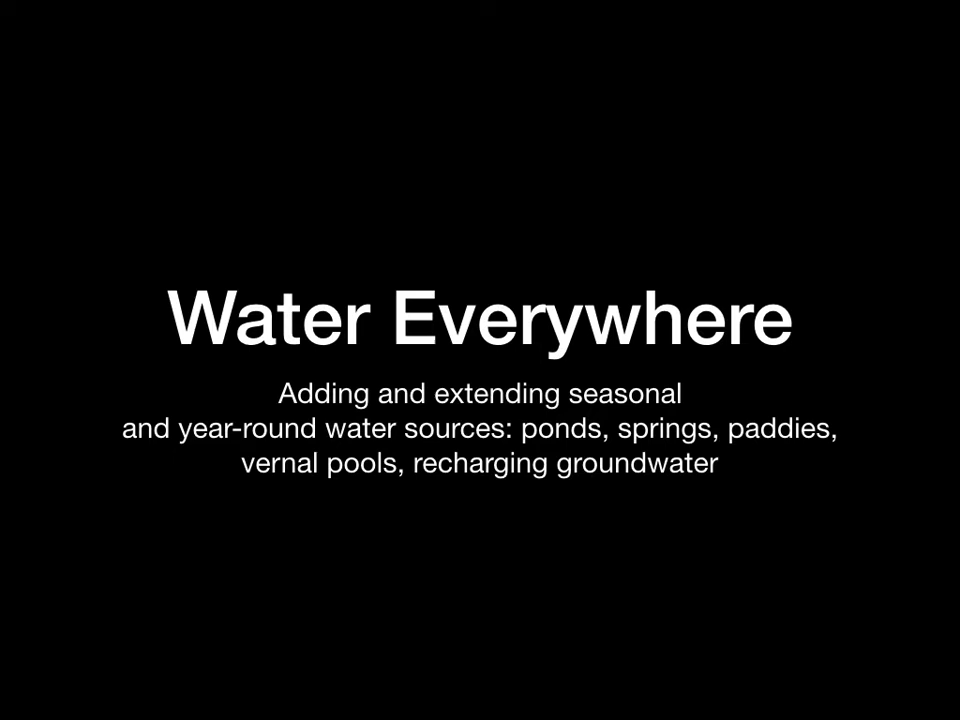 Water Everywhere
Adding and extending seasonal
and year-round water sources: ponds, springs, paddies,
vernal pools, recharging groundwater